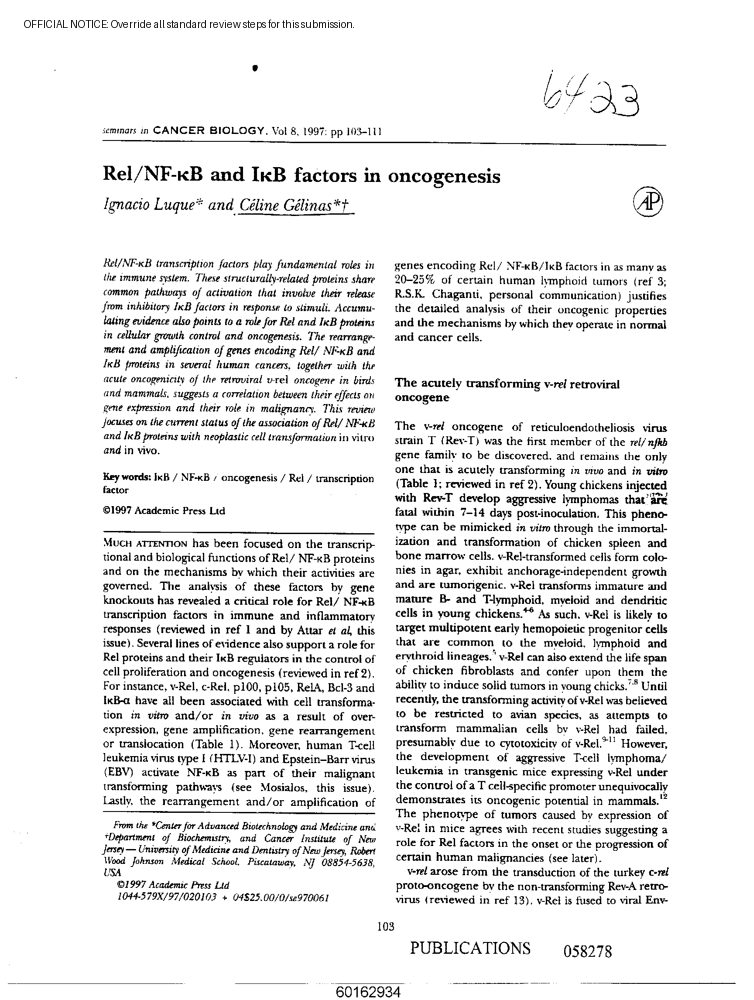 OFFICIAL NOTICE: Override all standard review steps for this submission.
6423
seminars in CANCER BIOLOGY, Vol 8, 1997: pp 103–111
Rel/NF-κB and IκB factors in oncogenesis
Ignacio Luque* and Céline Gélinas*†
AP
Rel/NF-κB transcription factors play fundamental roles in
the immune system. These structurally-related proteins share
common pathways of activation that involve their release
from inhibitory IκB factors in response to stimuli. Accumu-
lating evidence also points to a role for Rel and IκB proteins
in cellular growth control and oncogenesis. The rearrange-
ment and amplification of genes encoding Rel/ NF-κB and
IκB proteins in several human cancers, together with the
acute oncogenicity of the retroviral v-rel oncogene in birds
and mammals, suggests a correlation between their effects on
gene expression and their role in malignancy. This review
focuses on the current status of the association of Rel/ NF-κB
and IκB proteins with neoplastic cell transformation in vitro
and in vivo.
Key words: IκB / NF-κB / oncogenesis / Rel / transcription
factor
©1997 Academic Press Ltd
MUCH ATTENTION has been focused on the transcrip-
tional and biological functions of Rel/ NF-κB proteins
and on the mechanisms by which their activities are
governed. The analysis of these factors by gene
knockouts has revealed a critical role for Rel/ NF-κB
transcription factors in immune and inflammatory
responses (reviewed in ref 1 and by Attar et al, this
issue). Several lines of evidence also support a role for
Rel proteins and their IκB regulators in the control of
cell proliferation and oncogenesis (reviewed in ref 2).
For instance, v-Rel, c-Rel, p100, p105, RelA, Bcl-3 and
IκB-α have all been associated with cell transforma-
tion in vitro and/or in vivo as a result of over-
expression, gene amplification, gene rearrangement
or translocation (Table 1). Moreover, human T-cell
leukemia virus type I (HTLV-I) and Epstein–Barr virus
(EBV) activate NF-κB as part of their malignant
transforming pathways (see Mosialos, this issue).
Lastly, the rearrangement and/or amplification of
From the *Center for Advanced Biotechnology and Medicine and
†Department of Biochemistry, and Cancer Institute of New
Jersey — University of Medicine and Dentistry of New Jersey, Robert
Wood Johnson Medical School, Piscataway, NJ 08854-5638,
USA
©1997 Academic Press Ltd
1044-579X/97/020103 + 04$25.00/0/se970061
genes encoding Rel/ NF-κB/IκB factors in as many as
20–25% of certain human lymphoid tumors (ref 3;
R.S.K. Chaganti, personal communication) justifies
the detailed analysis of their oncogenic properties
and the mechanisms by which they operate in normal
and cancer cells.
The acutely transforming v-rel retroviral
oncogene
The v-rel oncogene of reticuloendotheliosis virus
strain T (Rev-T) was the first member of the rel/nfkb
gene family to be discovered, and remains the only
one that is acutely transforming in vivo and in vitro
(Table 1; reviewed in ref 2). Young chickens injected
with Rev-T develop aggressive lymphomas that are
fatal within 7–14 days post-inoculation. This pheno-
type can be mimicked in vitro through the immortal-
ization and transformation of chicken spleen and
bone marrow cells. v-Rel-transformed cells form colo-
nies in agar, exhibit anchorage-independent growth
and are tumorigenic. v-Rel transforms immature and
mature B- and T-lymphoid, myeloid and dendritic
cells in young chickens.4-6 As such, v-Rel is likely to
target multipotent early hemopoietic progenitor cells
that are common to the myeloid, lymphoid and
erythroid lineages.5 v-Rel can also extend the life span
of chicken fibroblasts and confer upon them the
ability to induce solid tumors in young chicks.7,8 Until
recently, the transforming activity of v-Rel was believed
to be restricted to avian species, as attempts to
transform mammalian cells by v-Rel had failed,
presumably due to cytotoxicity of v-Rel.9-11 However,
the development of aggressive T-cell lymphoma/
leukemia in transgenic mice expressing v-Rel under
the control of a T cell-specific promoter unequivocally
demonstrates its oncogenic potential in mammals.12
The phenotype of tumors caused by expression of
v-Rel in mice agrees with recent studies suggesting a
role for Rel factors in the onset or the progression of
certain human malignancies (see later).
v-rel arose from the transduction of the turkey c-rel
proto-oncogene by the non-transforming Rev-A retro-
virus (reviewed in ref 13). v-Rel is fused to viral Env-
103
PUBLICATIONS 058278
60162934